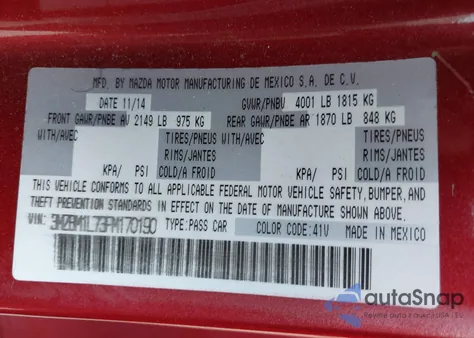 MFD. BY MAZDA MOTOR MANUFACTURING DE MEXICO S.A. DE C.V.
DATE 11/14 GVWR/PNBV 4001 LB 1815 KG
FRONT GAWR/PNBE AV 2149 LB 975 KG REAR GAWR/PNBE AR 1870 LB 848 KG
WITH/AVEC TIRES/PNEUS WITH/AVEC TIRES/PNEUS
RIMS/JANTES RIMS/JANTES
KPA/ PSI COLD/A FROID KPA/ PSI COLD/A FROID
THIS VEHICLE CONFORMS TO ALL APPLICABLE FEDERAL MOTOR VEHICLE SAFETY, BUMPER, AND
THEFT PREVENTION STANDARDS IN EFFECT ON THE DATE OF MANUFACTURE SHOWN ABOVE.
VIN: 3MZBM1L73FM170190 TYPE:PASS CAR COLOR CODE:41V MADE IN MEXICO
autoSnap